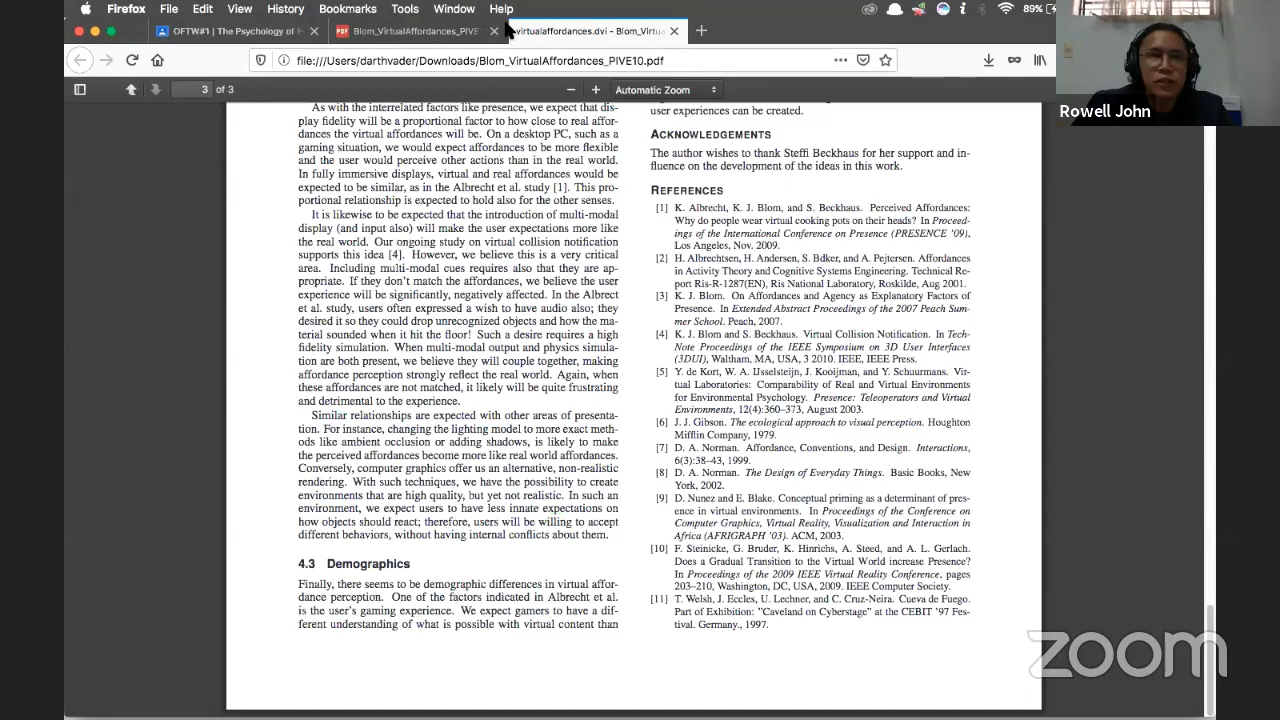 Firefox File Edit View History Bookmarks Tools Window Help
89%
OFTW#1 | The Psychology of E
PDF Blom_VirtualAffordances_PIVE
virtualaffordances.dvi - Blom_Virtua
file:///Users/darthvader/Downloads/Blom_VirtualAffordances_PIVE10.pdf
3 of 3
Automatic Zoom
Rowell John
As with the interrelated factors like presence, we expect that dis-
play fidelity will be a proportional factor to how close to real affor-
dances the virtual affordances will be. On a desktop PC, such as a
gaming situation, we would expect affordances to be more flexible
and the user would perceive other actions than in the real world.
In fully immersive displays, virtual and real affordances would be
expected to be similar, as in the Albrecht et al. study [1]. This pro-
portional relationship is expected to hold also for the other senses.
It is likewise to be expected that the introduction of multi-modal
display (and input also) will make the user expectations more like
the real world. Our ongoing study on virtual collision notification
supports this idea [4]. However, we believe this is a very critical
area. Including multi-modal cues requires also that they are ap-
propriate. If they don't match the affordances, we believe the user
experience will be significantly, negatively affected. In the Albrect
et al. study, users often expressed a wish to have audio also; they
desired it so they could drop unrecognized objects and how the ma-
terial sounded when it hit the floor! Such a desire requires a high
fidelity simulation. When multi-modal output and physics simula-
tion are both present, we believe they will couple together, making
affordance perception strongly reflect the real world. Again, when
these affordances are not matched, it likely will be quite frustrating
and detrimental to the experience.
Similar relationships are expected with other areas of presenta-
tion. For instance, changing the lighting model to more exact meth-
ods like ambient occlusion or adding shadows, is likely to make
the perceived affordances become more like real world affordances.
Conversely, computer graphics offer us an alternative, non-realistic
rendering. With such techniques, we have the possibility to create
environments that are high quality, but yet not realistic. In such an
environment, we expect users to have less innate expectations on
how objects should react; therefore, users will be willing to accept
different behaviors, without having internal conflicts about them.
4.3 Demographics
Finally, there seems to be demographic differences in virtual affor-
dance perception. One of the factors indicated in Albrecht et al.
is the user's gaming experience. We expect gamers to have a dif-
ferent understanding of what is possible with virtual content than
user experiences can be created.
ACKNOWLEDGEMENTS
The author wishes to thank Steffi Beckhaus for her support and in-
fluence on the development of the ideas in this work.
REFERENCES
[1] K. Albrecht, K. J. Blom, and S. Beckhaus. Perceived Affordances:
Why do people wear virtual cooking pots on their heads? In Proceed-
ings of the International Conference on Presence (PRESENCE '09),
Los Angeles, Nov. 2009.
[2] H. Albrechtsen, H. Andersen, S. Bdker, and A. Pejtersen. Affordances
in Activity Theory and Cognitive Systems Engineering. Technical Re-
port Ris-R-1287(EN), Ris National Laboratory, Roskilde, Aug 2001.
[3] K. J. Blom. On Affordances and Agency as Explanatory Factors of
Presence. In Extended Abstract Proceedings of the 2007 Peach Sum-
mer School. Peach, 2007.
[4] K. J. Blom and S. Beckhaus. Virtual Collision Notification. In Tech-
Note Proceedings of the IEEE Symposium on 3D User Interfaces
(3DUI), Waltham, MA, USA, 3 2010. IEEE, IEEE Press.
[5] Y. de Kort, W. A. IJsselsteijn, J. Kooijman, and Y. Schuurmans. Vir-
tual Laboratories: Comparability of Real and Virtual Environments
for Environmental Psychology. Presence: Teleoperators and Virtual
Environments, 12(4):360–373, August 2003.
[6] J. J. Gibson. The ecological approach to visual perception. Houghton
Mifflin Company, 1979.
[7] D. A. Norman. Affordance, Conventions, and Design. Interactions,
6(3):38–43, 1999.
[8] D. A. Norman. The Design of Everyday Things. Basic Books, New
York, 2002.
[9] D. Nunez and E. Blake. Conceptual priming as a determinant of pres-
ence in virtual environments. In Proceedings of the Conference on
Computer Graphics, Virtual Reality, Visualization and Interaction in
Africa (AFRIGRAPH '03). ACM, 2003.
[10] F. Steinicke, G. Bruder, K. Hinrichs, A. Steed, and A. L. Gerlach.
Does a Gradual Transition to the Virtual World increase Presence?
In Proceedings of the 2009 IEEE Virtual Reality Conference, pages
203–210, Washington, DC, USA, 2009. IEEE Computer Society.
[11] T. Welsh, J. Eccles, U. Lechner, and C. Cruz-Neira. Cueva de Fuego.
Part of Exhibition: "Caveland on Cyberstage" at the CEBIT '97 Fes-
tival. Germany., 1997.
zoom